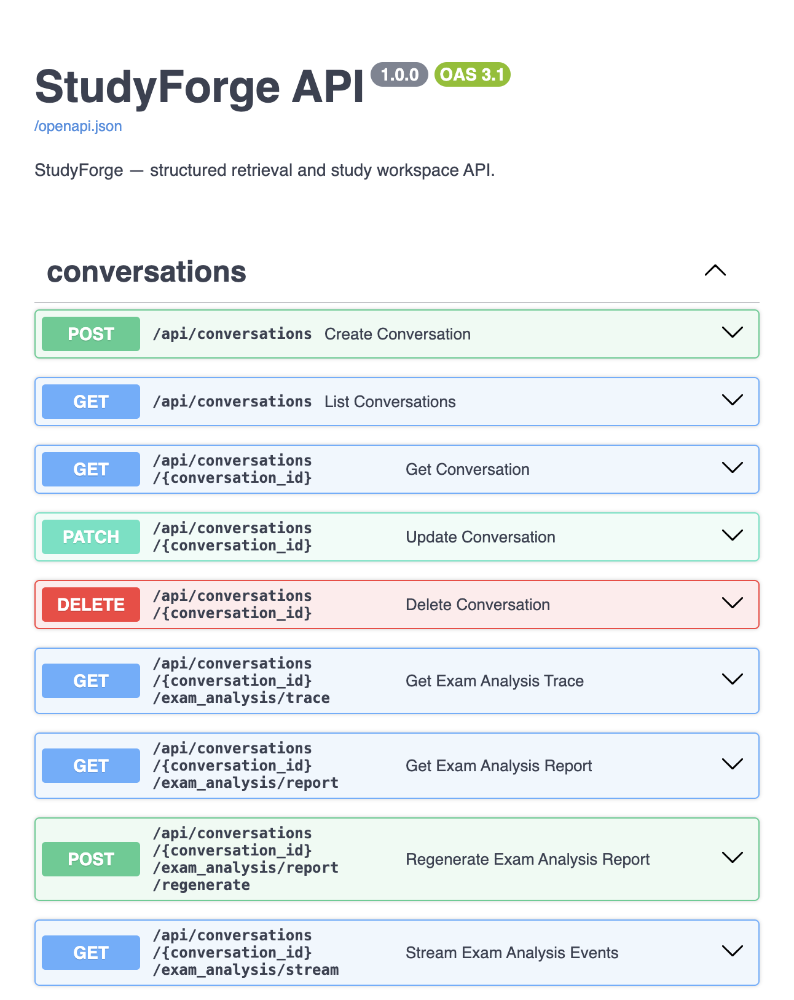 StudyForge API 1.0.0 OAS 3.1
/openapi.json
StudyForge — structured retrieval and study workspace API.
conversations
POST /api/conversations Create Conversation
GET /api/conversations List Conversations
GET /api/conversations
/{conversation_id} Get Conversation
PATCH /api/conversations
/{conversation_id} Update Conversation
DELETE /api/conversations
/{conversation_id} Delete Conversation
GET /api/conversations
/{conversation_id}
/exam_analysis/trace Get Exam Analysis Trace
GET /api/conversations
/{conversation_id}
/exam_analysis/report Get Exam Analysis Report
POST /api/conversations
/{conversation_id}
/exam_analysis/report
/regenerate Regenerate Exam Analysis Report
GET /api/conversations
/{conversation_id}
/exam_analysis/stream Stream Exam Analysis Events